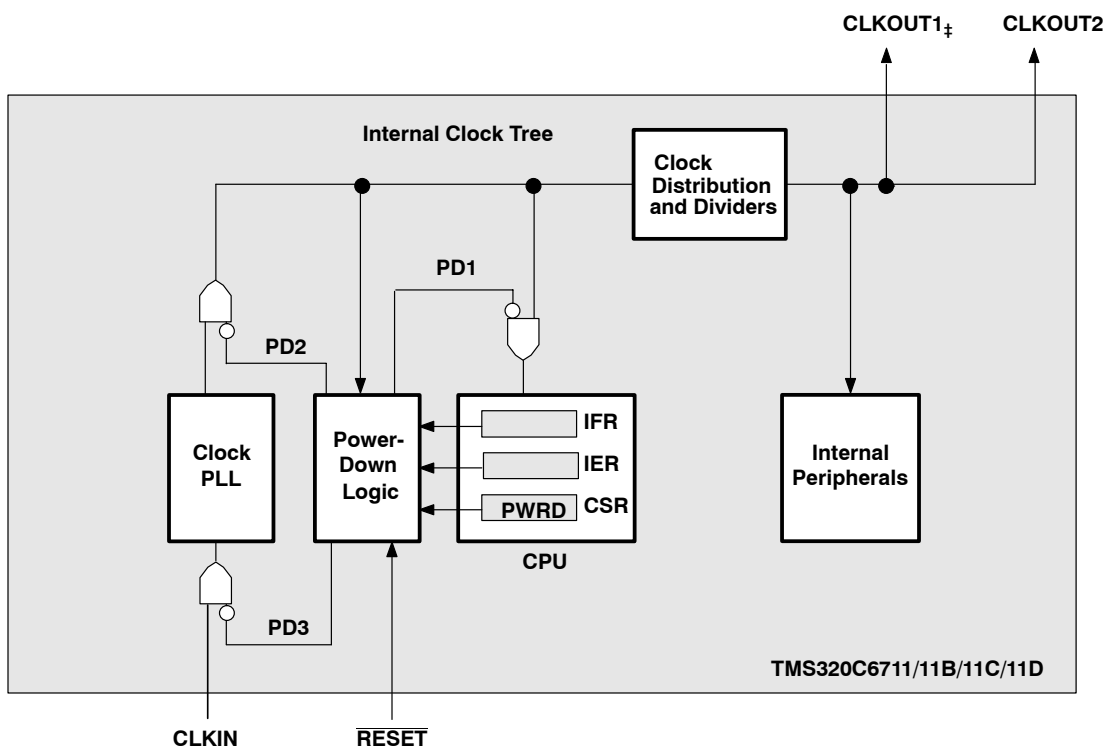 CLKOUT1‡ CLKOUT2
Internal Clock Tree
Clock
Distribution
and Dividers
PD1
PD2
Clock
PLL
Power-
Down
Logic
IFR
IER
PWRD CSR
CPU
Internal
Peripherals
PD3
TMS320C6711/11B/11C/11D
CLKIN
RESET